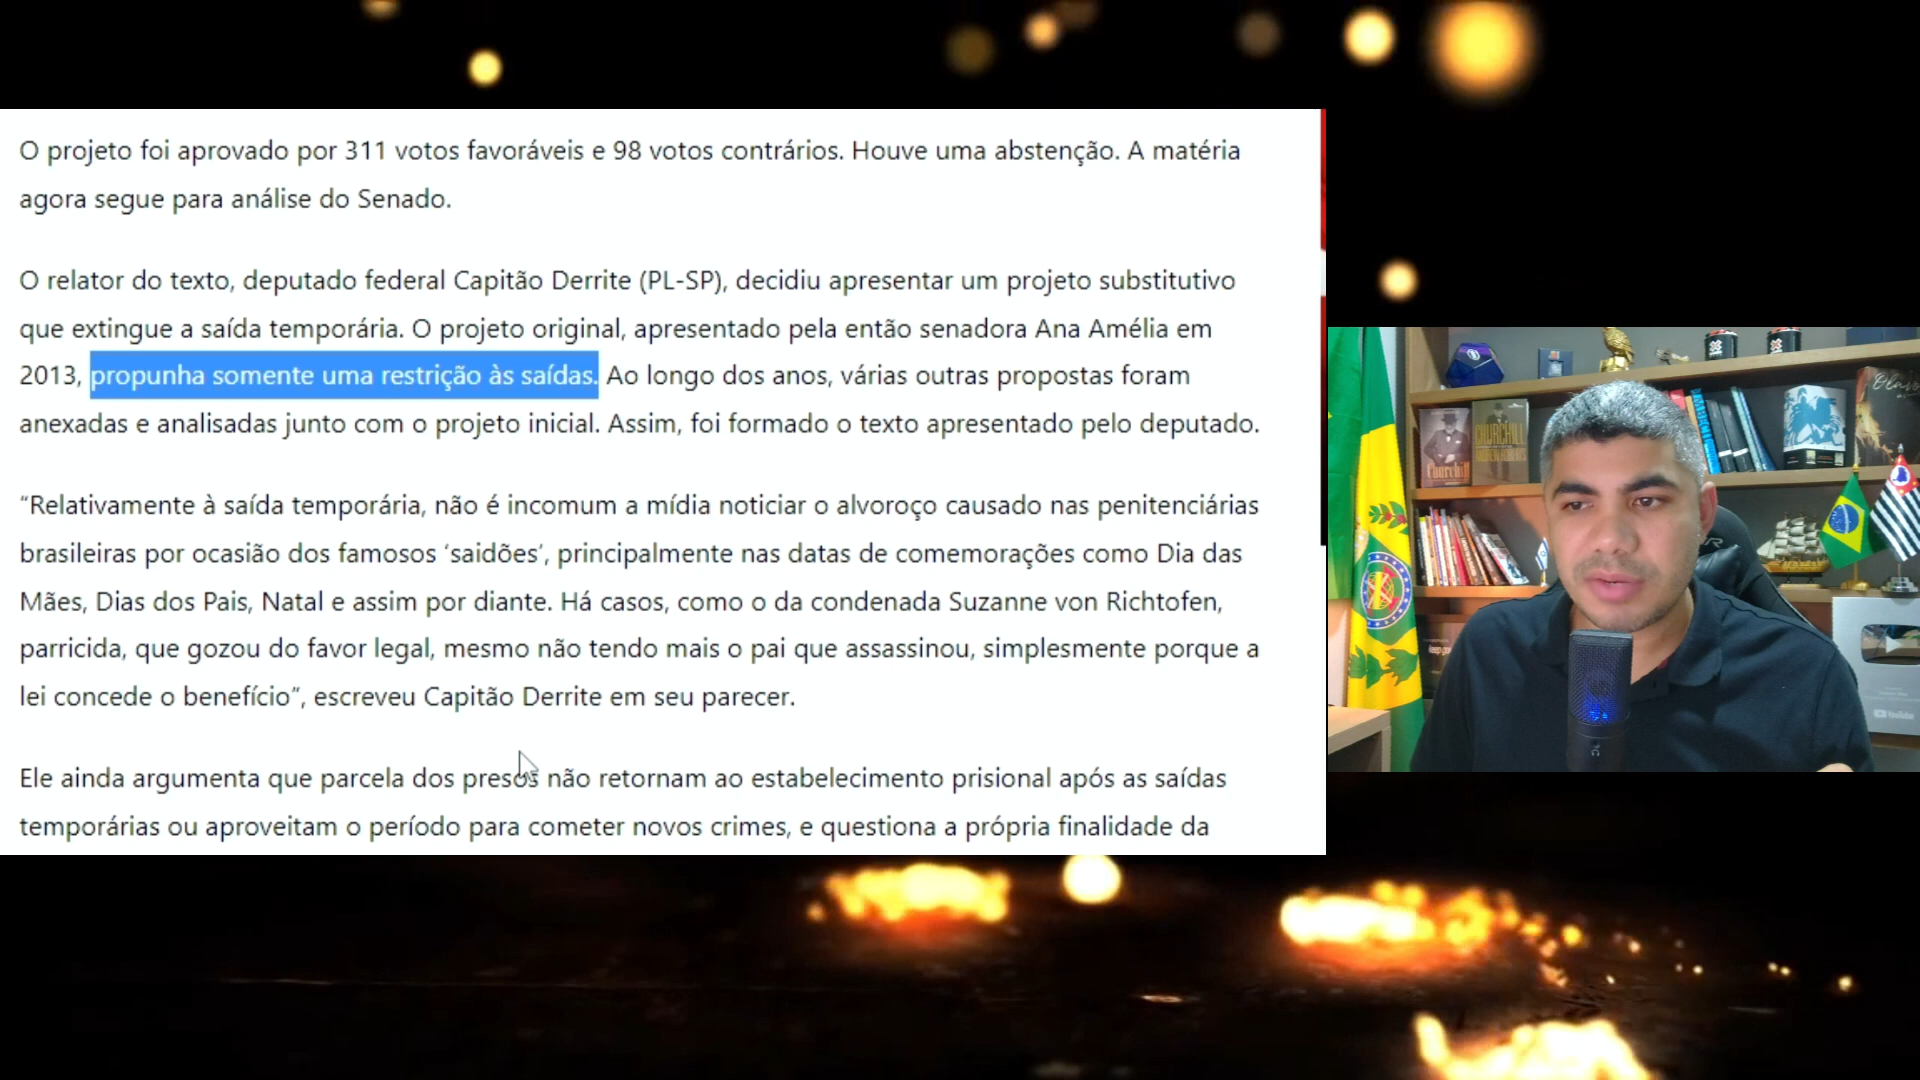 O projeto foi aprovado por 311 votos favoráveis e 98 votos contrários. Houve uma abstenção. A matéria
agora segue para análise do Senado.
O relator do texto, deputado federal Capitão Derrite (PL-SP), decidiu apresentar um projeto substitutivo
que extingue a saída temporária. O projeto original, apresentado pela então senadora Ana Amélia em
2013, propunha somente uma restrição às saídas. Ao longo dos anos, várias outras propostas foram
anexadas e analisadas junto com o projeto inicial. Assim, foi formado o texto apresentado pelo deputado.
“Relativamente à saída temporária, não é incomum a mídia noticiar o alvoroço causado nas penitenciárias
brasileiras por ocasião dos famosos ‘saidões’, principalmente nas datas de comemorações como Dia das
Mães, Dias dos Pais, Natal e assim por diante. Há casos, como o da condenada Suzanne von Richtofen,
parricida, que gozou do favor legal, mesmo não tendo mais o pai que assassinou, simplesmente porque a
lei concede o benefício”, escreveu Capitão Derrite em seu parecer.
Ele ainda argumenta que parcela dos presos não retornam ao estabelecimento prisional após as saídas
temporárias ou aproveitam o período para cometer novos crimes, e questiona a própria finalidade da
Churchill
CHURCHILL
YouTube